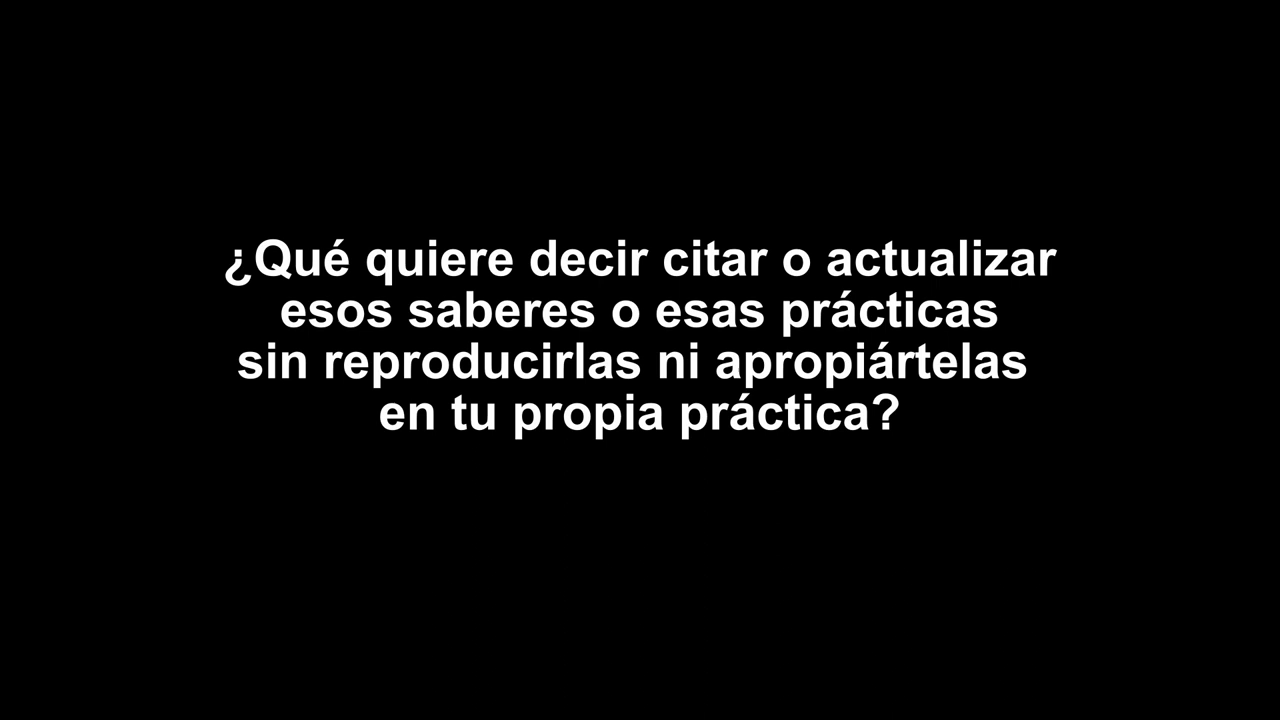 ¿Qué quiere decir citar o actualizar
esos saberes o esas prácticas
sin reproducirlas ni apropiártelas
en tu propia práctica?